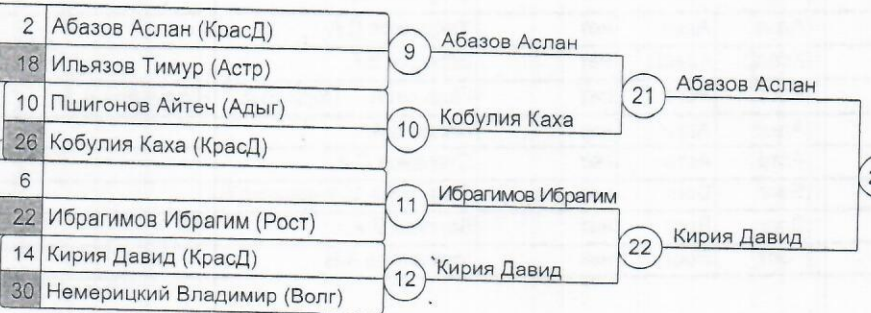 2 Абазов Аслан (КрасД)
18 Ильязов Тимур (Астр)
10 Пшигонов Айтеч (Адыг)
26 Кобулия Каха (КрасД)
6
22 Ибрагимов Ибрагим (Рост)
14 Кирия Давид (КрасД)
30 Немерицкий Владимир (Волг)
9 Абазов Аслан
10 Кобулия Каха
11 Ибрагимов Ибрагим
12 Кирия Давид
21 Абазов Аслан
22 Кирия Давид